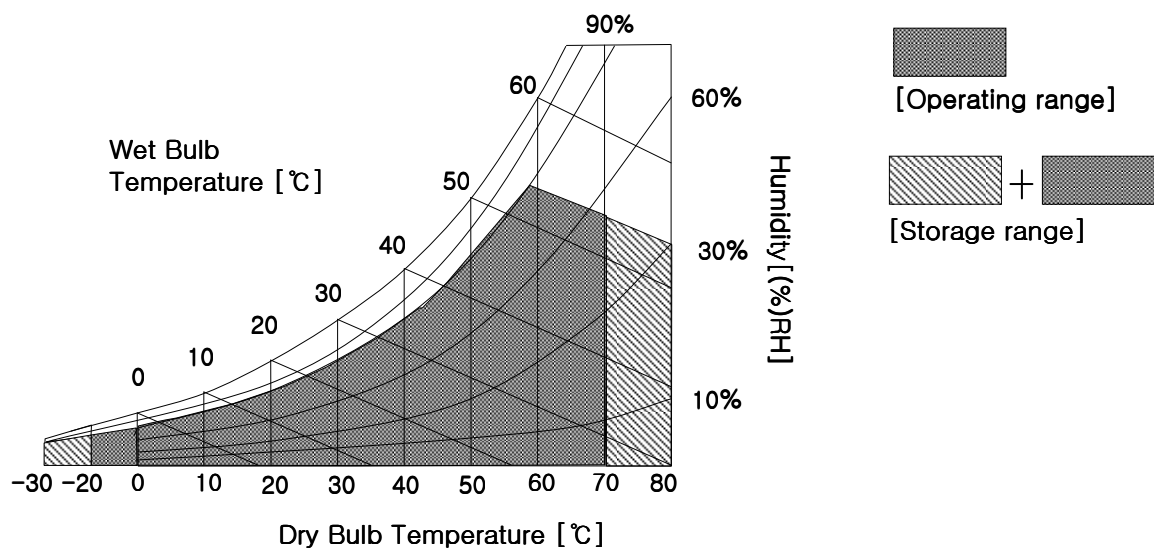 90%
60
60%
[Operating range]
Wet Bulb
Temperature [℃]
50
40
30%
Humidity[(%)RH]
+
[Storage range]
30
20
10
0
10%
-30 -20 0 10 20 30 40 50 60 70 80
Dry Bulb Temperature [℃]